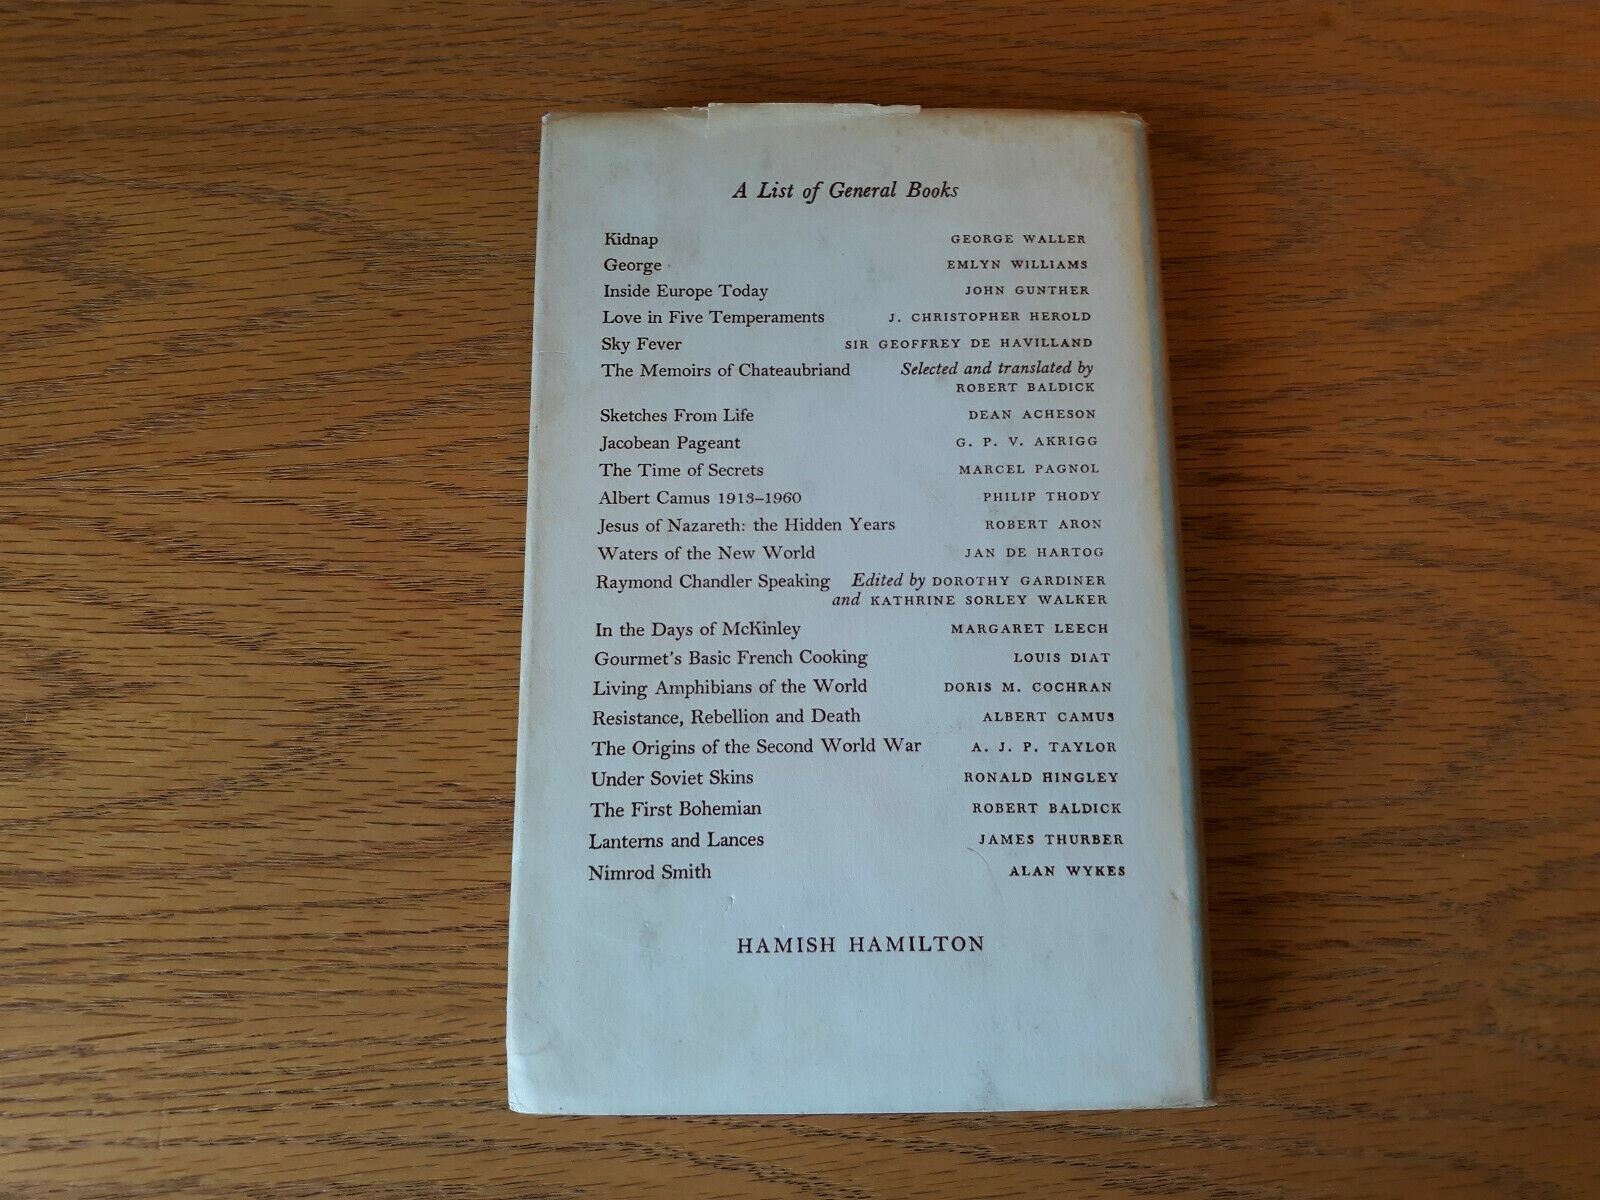 A List of General Books
Kidnap GEORGE WALLER
George EMLYN WILLIAMS
Inside Europe Today JOHN GUNTHER
Love in Five Temperaments J. CHRISTOPHER HEROLD
Sky Fever SIR GEOFFREY DE HAVILLAND
The Memoirs of Chateaubriand Selected and translated by
ROBERT BALDICK
Sketches From Life DEAN ACHESON
Jacobean Pageant G. P. V. AKRIGG
The Time of Secrets MARCEL PAGNOL
Albert Camus 1913–1960 PHILIP THODY
Jesus of Nazareth: the Hidden Years ROBERT ARON
Waters of the New World JAN DE HARTOG
Raymond Chandler Speaking Edited by DOROTHY GARDINER
and KATHRINE SORLEY WALKER
In the Days of McKinley MARGARET LEECH
Gourmet's Basic French Cooking LOUIS DIAT
Living Amphibians of the World DORIS M. COCHRAN
Resistance, Rebellion and Death ALBERT CAMUS
The Origins of the Second World War A. J. P. TAYLOR
Under Soviet Skins RONALD HINGLEY
The First Bohemian ROBERT BALDICK
Lanterns and Lances JAMES THURBER
Nimrod Smith ALAN WYKES
HAMISH HAMILTON